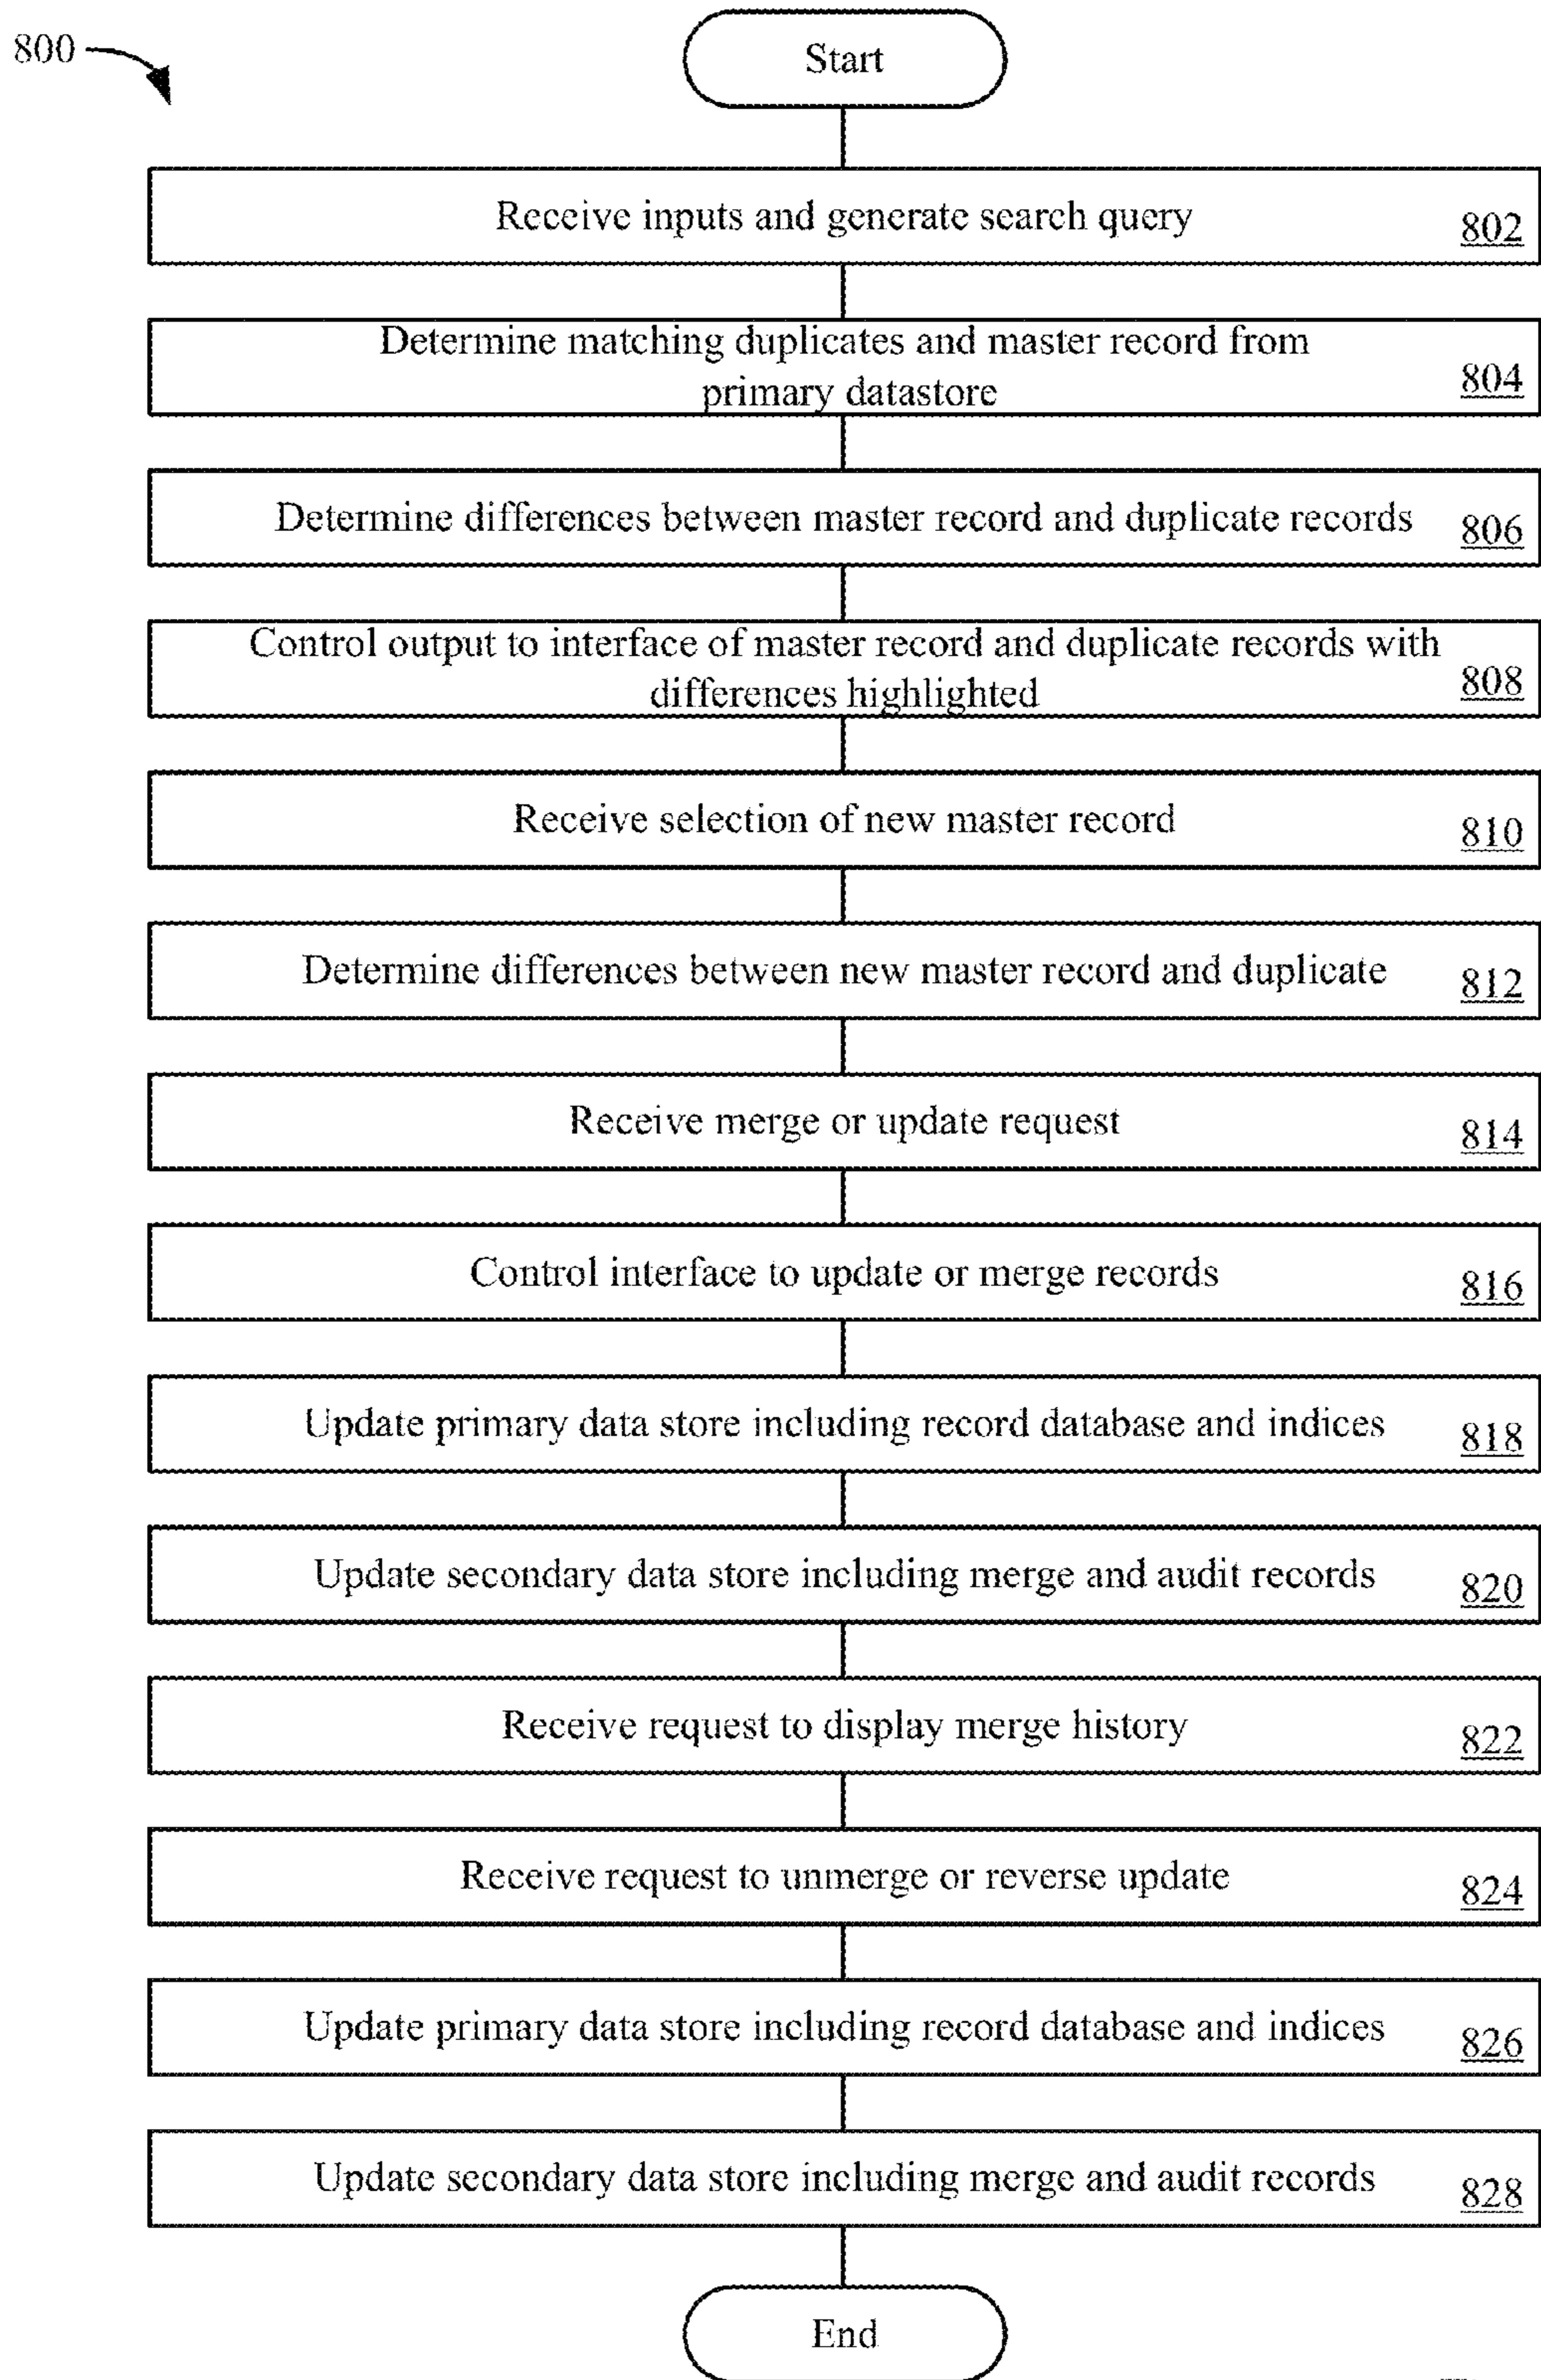 800
Start
Receive inputs and generate search query
802
Determine matching duplicates and master record from
primary datastore
804
Determine differences between master record and duplicate records
806
Control output to interface of master record and duplicate records with
differences highlighted
808
Receive selection of new master record
810
Determine differences between new master record and duplicate
812
Receive merge or update request
814
Control interface to update or merge records
816
Update primary data store including record database and indices
818
Update secondary data store including merge and audit records
820
Receive request to display merge history
822
Receive request to unmerge or reverse update
824
Update primary data store including record database and indices
826
Update secondary data store including merge and audit records
828
End